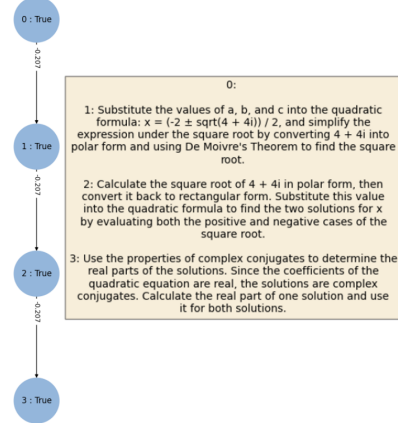 0 : True
-0.207
1 : True
-0.207
2 : True
-0.207
3 : True
0:
1: Substitute the values of a, b, and c into the quadratic
formula: x = (-2 ± sqrt(4 + 4i)) / 2, and simplify the
expression under the square root by converting 4 + 4i into
polar form and using De Moivre's Theorem to find the square
root.
2: Calculate the square root of 4 + 4i in polar form, then
convert it back to rectangular form. Substitute this value
into the quadratic formula to find the two solutions for x
by evaluating both the positive and negative cases of the
square root.
3: Use the properties of complex conjugates to determine the
real parts of the solutions. Since the coefficients of the
quadratic equation are real, the solutions are complex
conjugates. Calculate the real part of one solution and use
it for both solutions.